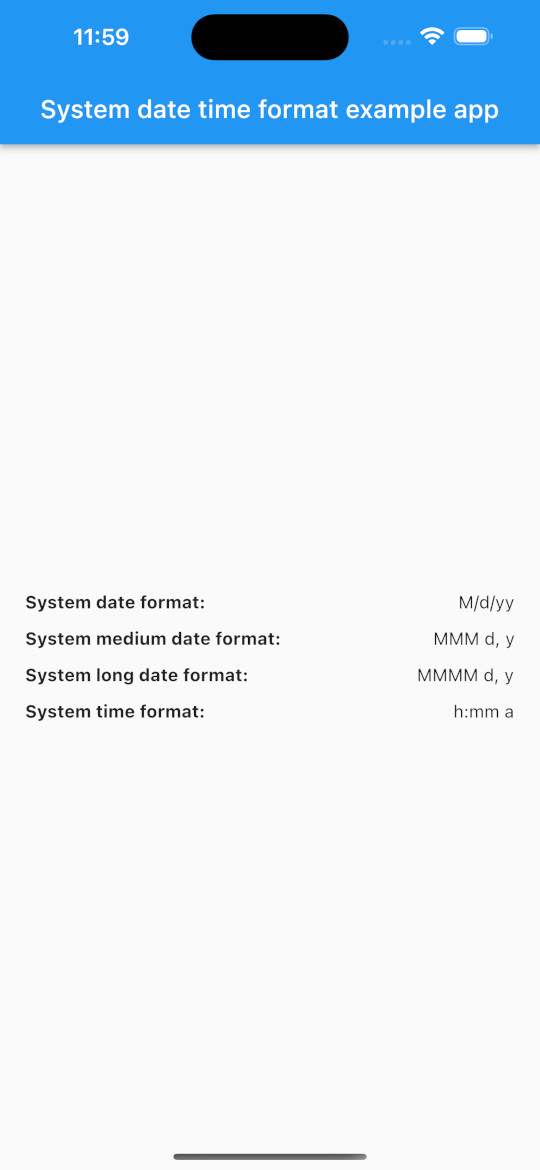 11:59
System date time format example app
System date format: M/d/yy
System medium date format: MMM d, y
System long date format: MMMM d, y
System time format: h:mm a